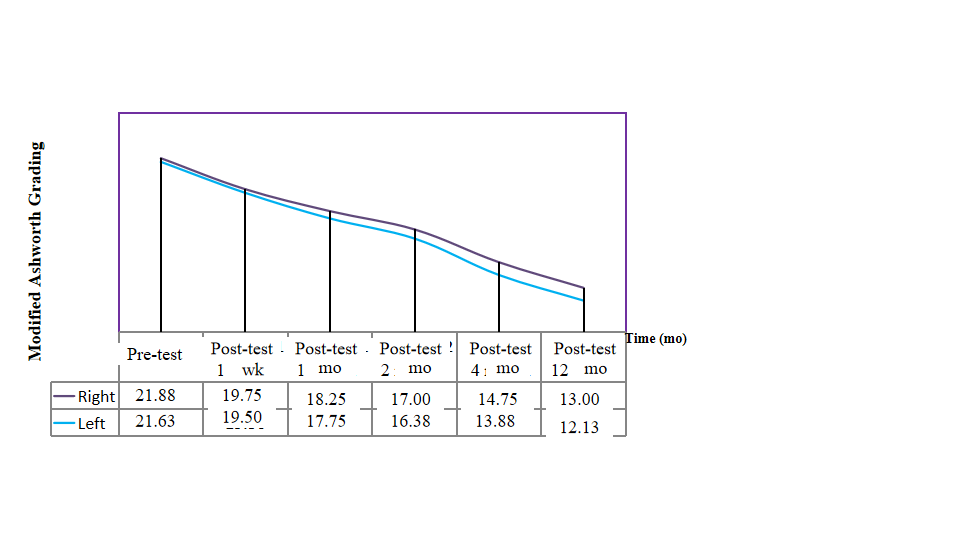 Modified Ashworth Grading
Time (mo)
Pre-test
Post-test 1 wk
Post-test 1 mo
Post-test 2 mo
Post-test 4 mo
Post-test 12 mo
Right 21.88 19.75 18.25 17.00 14.75 13.00
Left 21.63 19.50 17.75 16.38 13.88 12.13